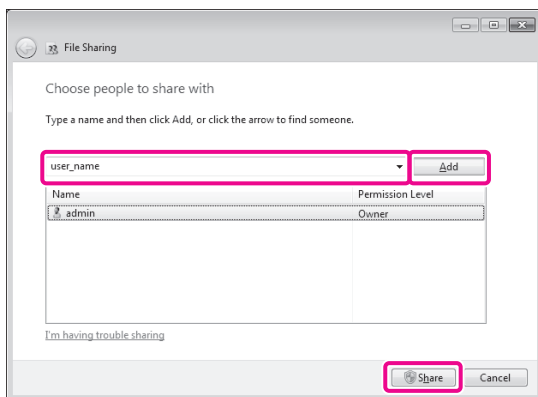 File Sharing
Choose people to share with
Type a name and then click Add, or click the arrow to find someone.
user_name Add
Name Permission Level
admin Owner
I'm having trouble sharing
Share Cancel